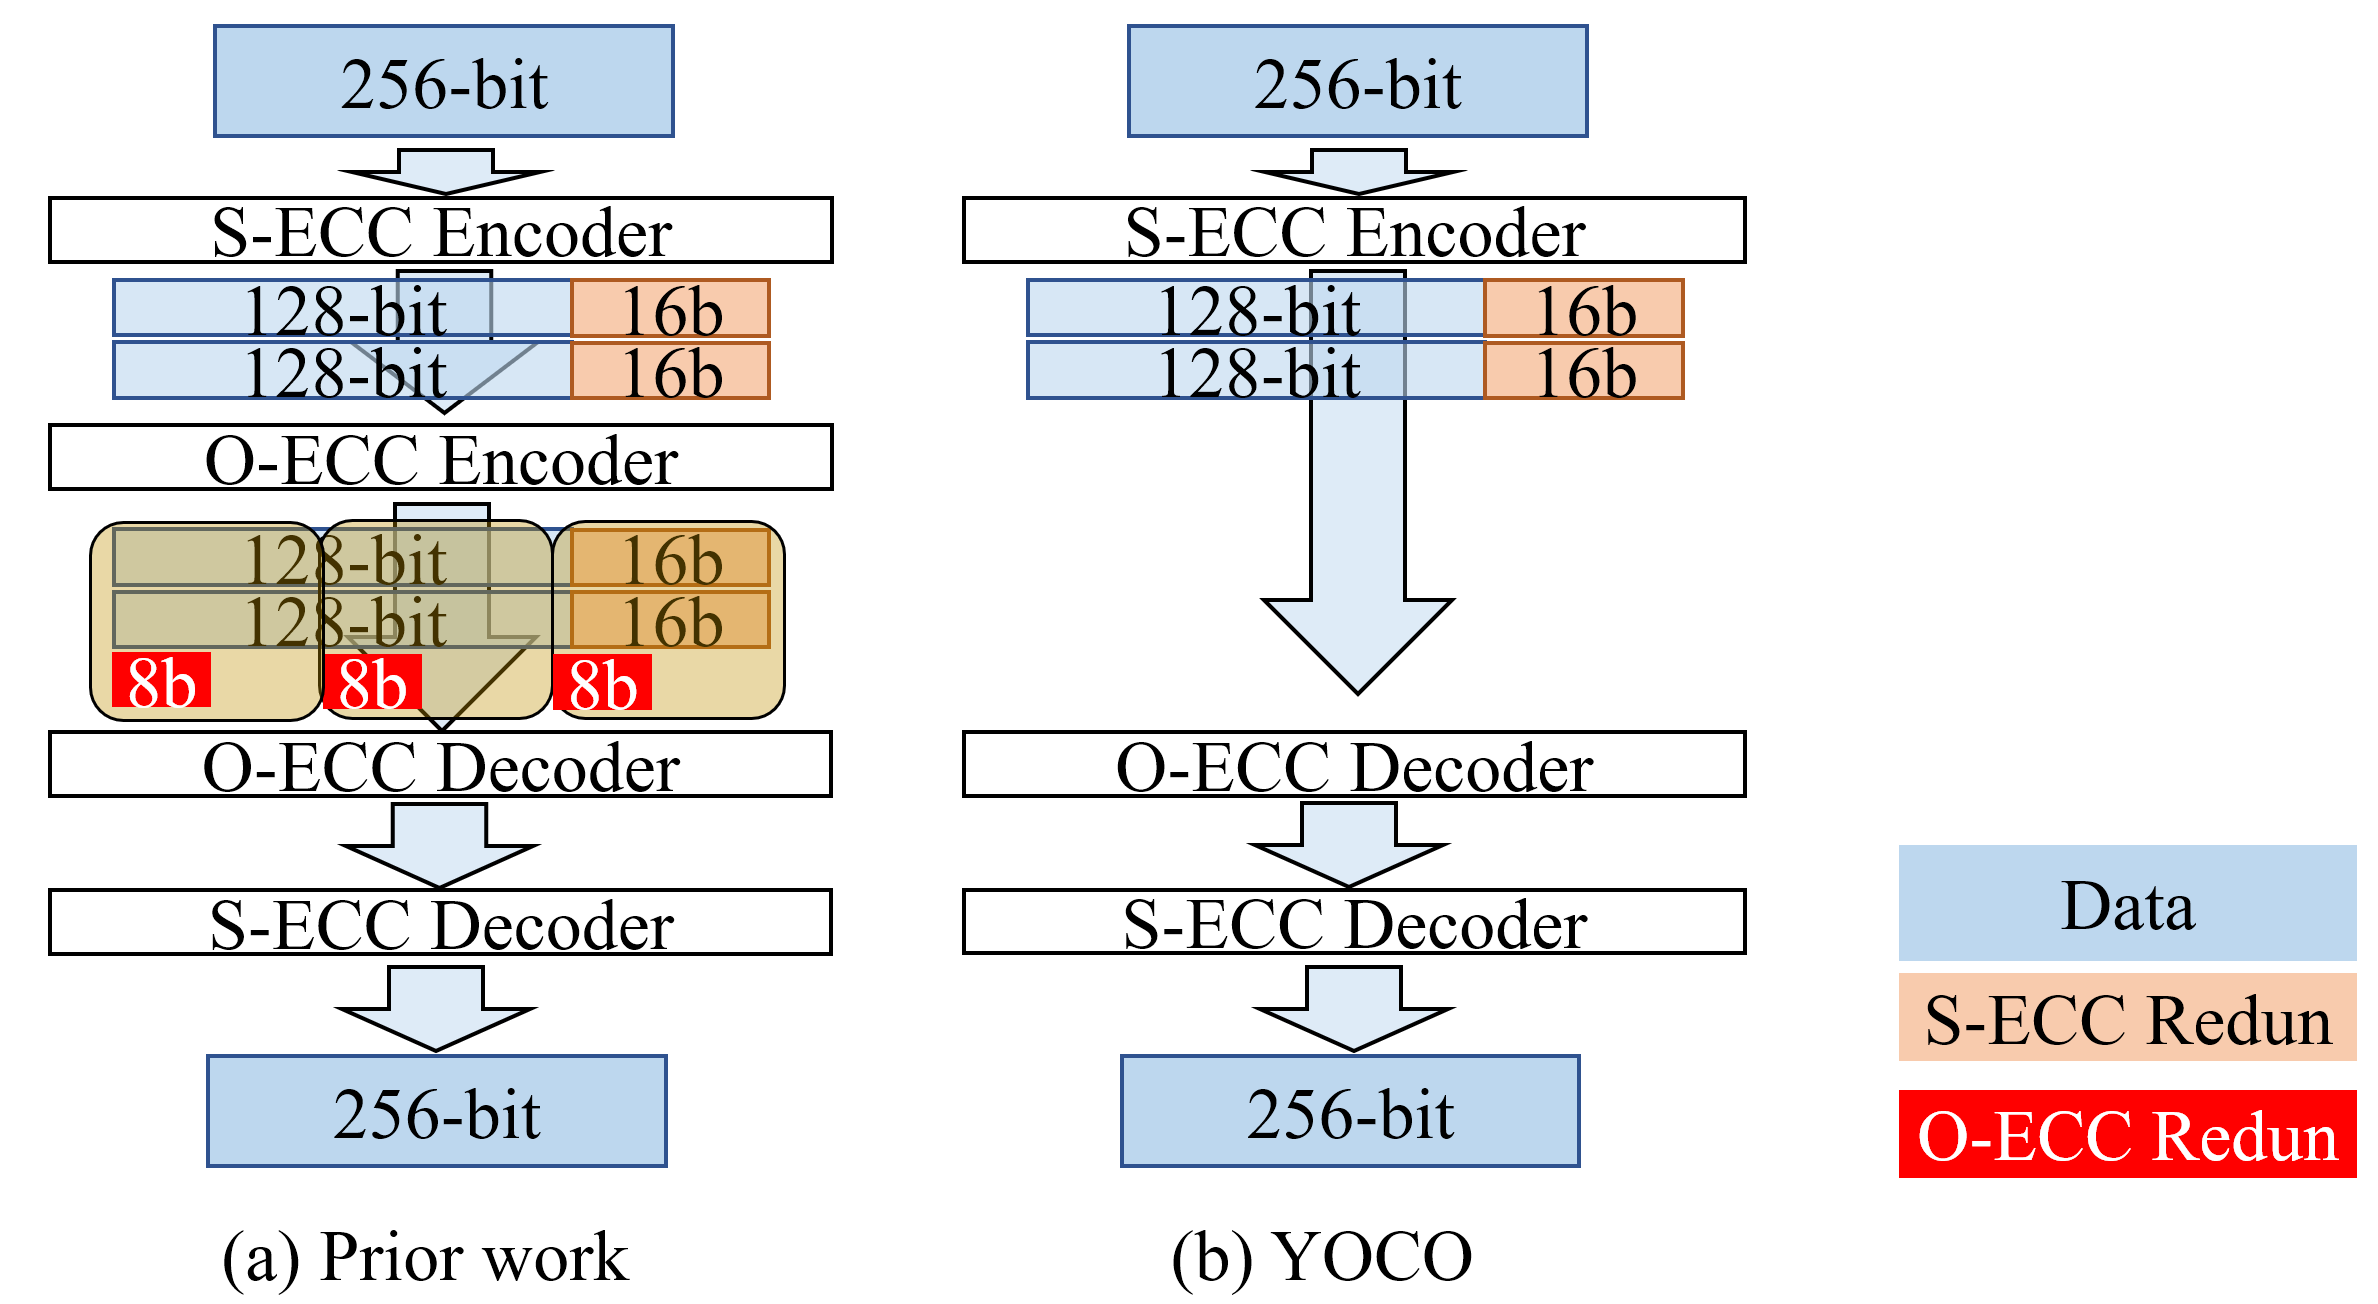 256-bit
S-ECC Encoder
128-bit 16b
128-bit 16b
O-ECC Encoder
128-bit 16b
128-bit 16b
8b 8b 8b
O-ECC Decoder
S-ECC Decoder
256-bit
(a) Prior work
256-bit
S-ECC Encoder
128-bit 16b
128-bit 16b
O-ECC Decoder
S-ECC Decoder
256-bit
(b) YOCO
Data
S-ECC Redun
O-ECC Redun